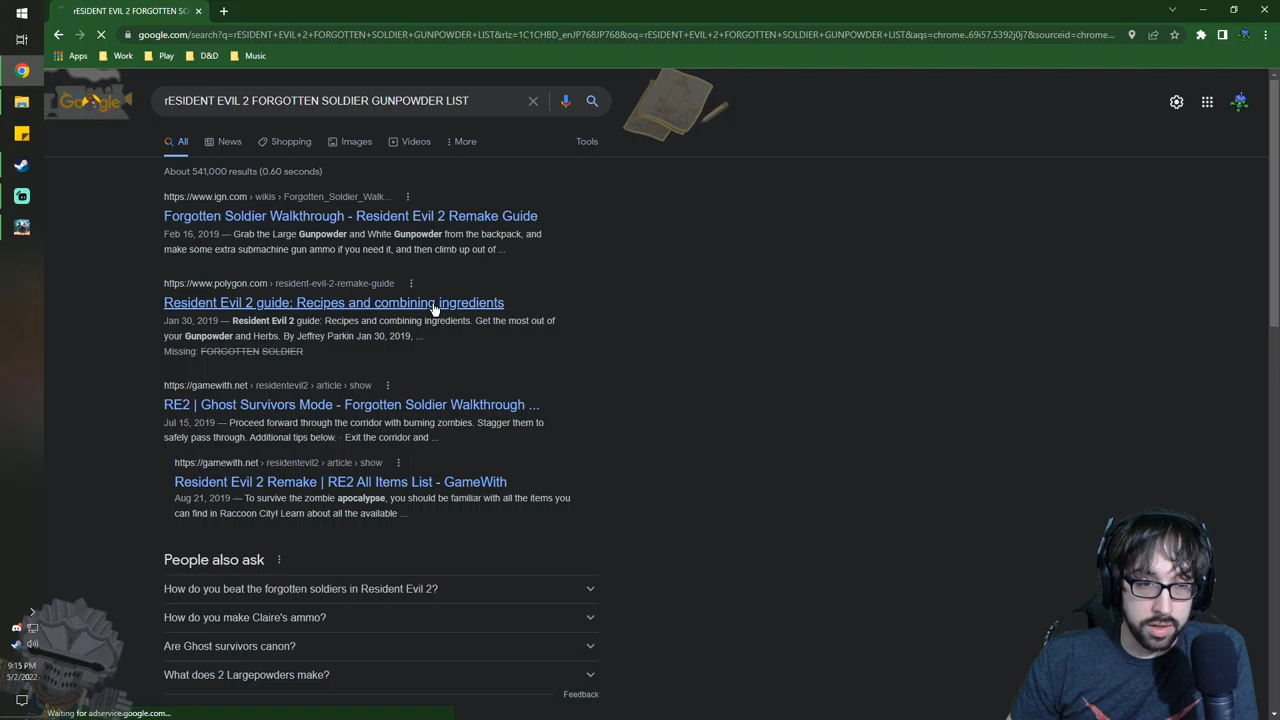 rESIDENT EVIL 2 FORGOTTEN SO
google.com/search?q=rESIDENT+EVIL+2+FORGOTTEN+SOLDIER+GUNPOWDER+LIST&rlz=1C1CHBD_enJP768JP768&oq=rESIDENT+EVIL+2+FORGOTTEN+SOLDIER+GUNPOWDER+LIST&aqs=chrome..69i57.5392j0j7&sourceid=chrome...
Apps Work Play D&D Music
Google rESIDENT EVIL 2 FORGOTTEN SOLDIER GUNPOWDER LIST
All News Shopping Images Videos More Tools
About 541,000 results (0.60 seconds)
https://www.ign.com › wikis › Forgotten_Soldier_Walk...
Forgotten Soldier Walkthrough - Resident Evil 2 Remake Guide
Feb 16, 2019 — Grab the Large Gunpowder and White Gunpowder from the backpack, and
make some extra submachine gun ammo if you need it, and then climb up out of ...
https://www.polygon.com › resident-evil-2-remake-guide
Resident Evil 2 guide: Recipes and combining ingredients
Jan 30, 2019 — Resident Evil 2 guide: Recipes and combining ingredients. Get the most out of
your Gunpowder and Herbs. By Jeffrey Parkin Jan 30, 2019, ...
Missing: FORGOTTEN SOLDIER
https://gamewith.net › residentevil2 › article › show
RE2 | Ghost Survivors Mode - Forgotten Soldier Walkthrough ...
Jul 15, 2019 — Proceed forward through the corridor with burning zombies. Stagger them to
safely pass through. Additional tips below. · Exit the corridor and ...
https://gamewith.net › residentevil2 › article › show
Resident Evil 2 Remake | RE2 All Items List - GameWith
Aug 21, 2019 — To survive the zombie apocalypse, you should be familiar with all the items you
can find in Raccoon City! Learn about all the available ...
People also ask
How do you beat the forgotten soldiers in Resident Evil 2?
How do you make Claire's ammo?
Are Ghost survivors canon?
What does 2 Largepowders make?
Feedback
9:15 PM
5/2/2022
Waiting for adservice.google.com...